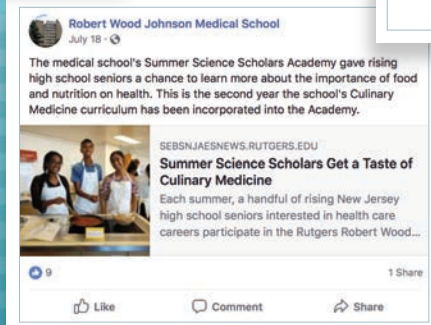 Robert Wood Johnson Medical School
July 18 ·
The medical school's Summer Science Scholars Academy gave rising
high school seniors a chance to learn more about the importance of food
and nutrition on health. This is the second year the school's Culinary
Medicine curriculum has been incorporated into the Academy.
SEBSNJAESNEWS.RUTGERS.EDU
Summer Science Scholars Get a Taste of
Culinary Medicine
Each summer, a handful of rising New Jersey
high school seniors interested in health care
careers participate in the Rutgers Robert Wood...
9 1 Share
Like Comment Share